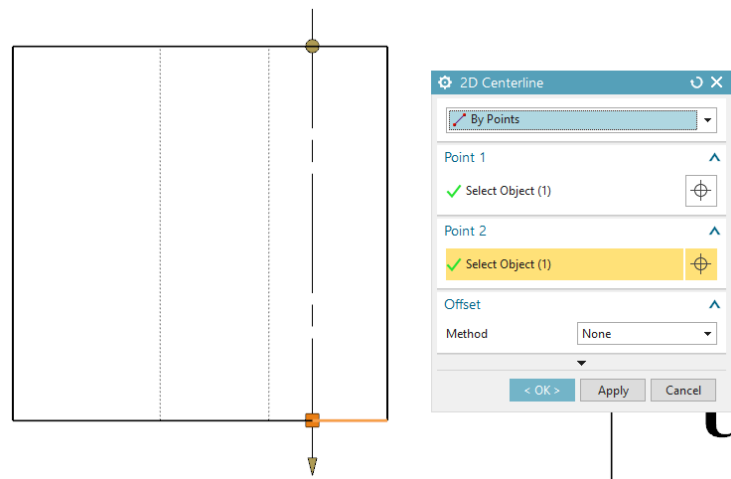 2D Centerline
By Points
Point 1
Select Object (1)
Point 2
Select Object (1)
Offset
Method
None
< OK >
Apply
Cancel